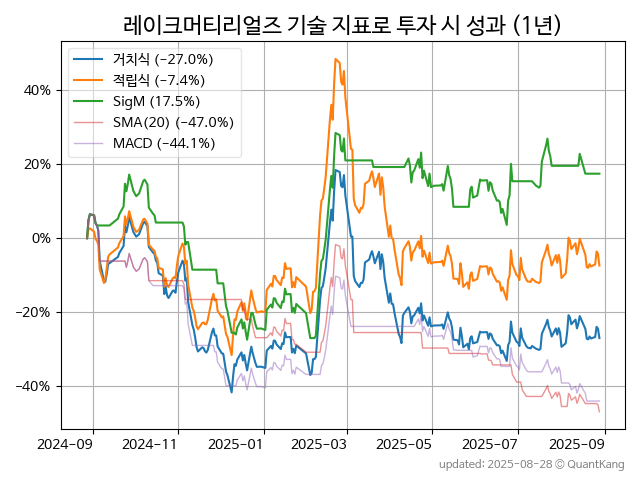 레이크머티리얼즈 기술 지표로 투자 시 성과 (1년)
거치식 (−27.0%)
적립식 (−7.4%)
SigM (17.5%)
SMA(20) (−47.0%)
MACD (−44.1%)
40%
20%
0%
−20%
−40%
2024-09 2024-11 2025-01 2025-03 2025-05 2025-07 2025-09
updated: 2025-08-28 © QuantKang